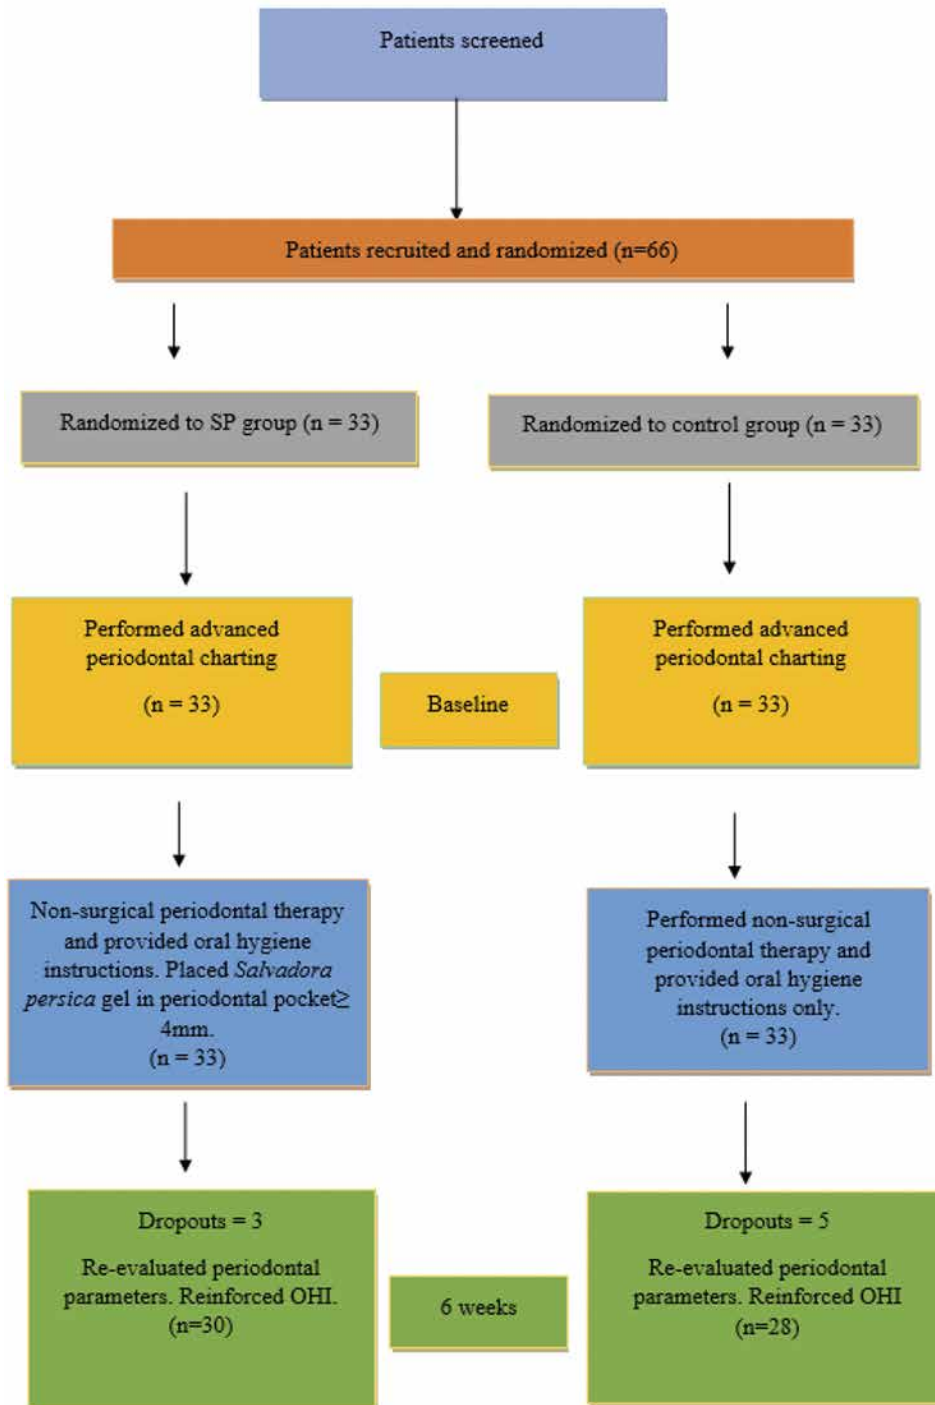 Patients screened
Patients recruited and randomized (n=66)
Randomized to SP group (n = 33)
Randomized to control group (n = 33)
Performed advanced
periodontal charting
(n = 33)
Baseline
Performed advanced
periodontal charting
(n = 33)
Non-surgical periodontal therapy
and provided oral hygiene
instructions. Placed Salvadora
persica gel in periodontal pocket≥
4mm.
(n = 33)
Performed non-surgical
periodontal therapy and
provided oral hygiene
instructions only.
(n = 33)
Dropouts = 3
Re-evaluated periodontal
parameters. Reinforced OHI.
(n=30)
6 weeks
Dropouts = 5
Re-evaluated periodontal
parameters. Reinforced OHI
(n=28)